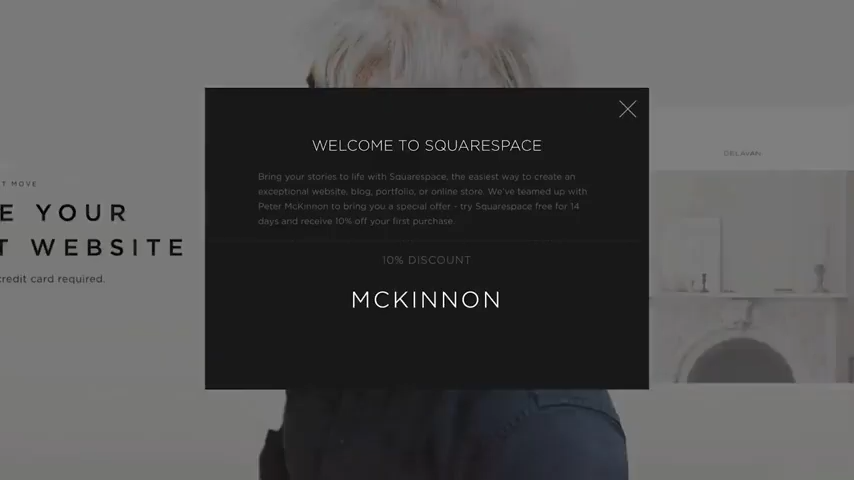 WELCOME TO SQUARESPACE
Bring your stories to life with Squarespace, the easiest way to create an
exceptional website, blog, portfolio, or online store. We've teamed up with
Peter McKinnon to bring you a special offer - try Squarespace free for 14
days and receive 10% off your first purchase.
10% DISCOUNT
MCKINNON
T MOVE
E YOUR
T WEBSITE
credit card required.
DELAVAN